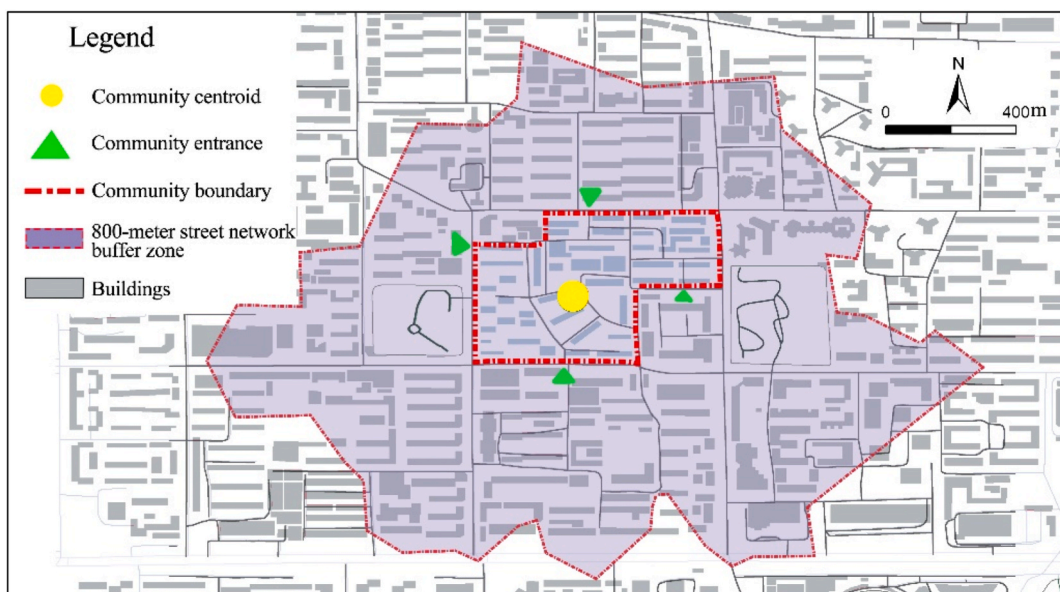 Legend
Community centroid
Community entrance
Community boundary
800-meter street network
buffer zone
Buildings
N
0 400m